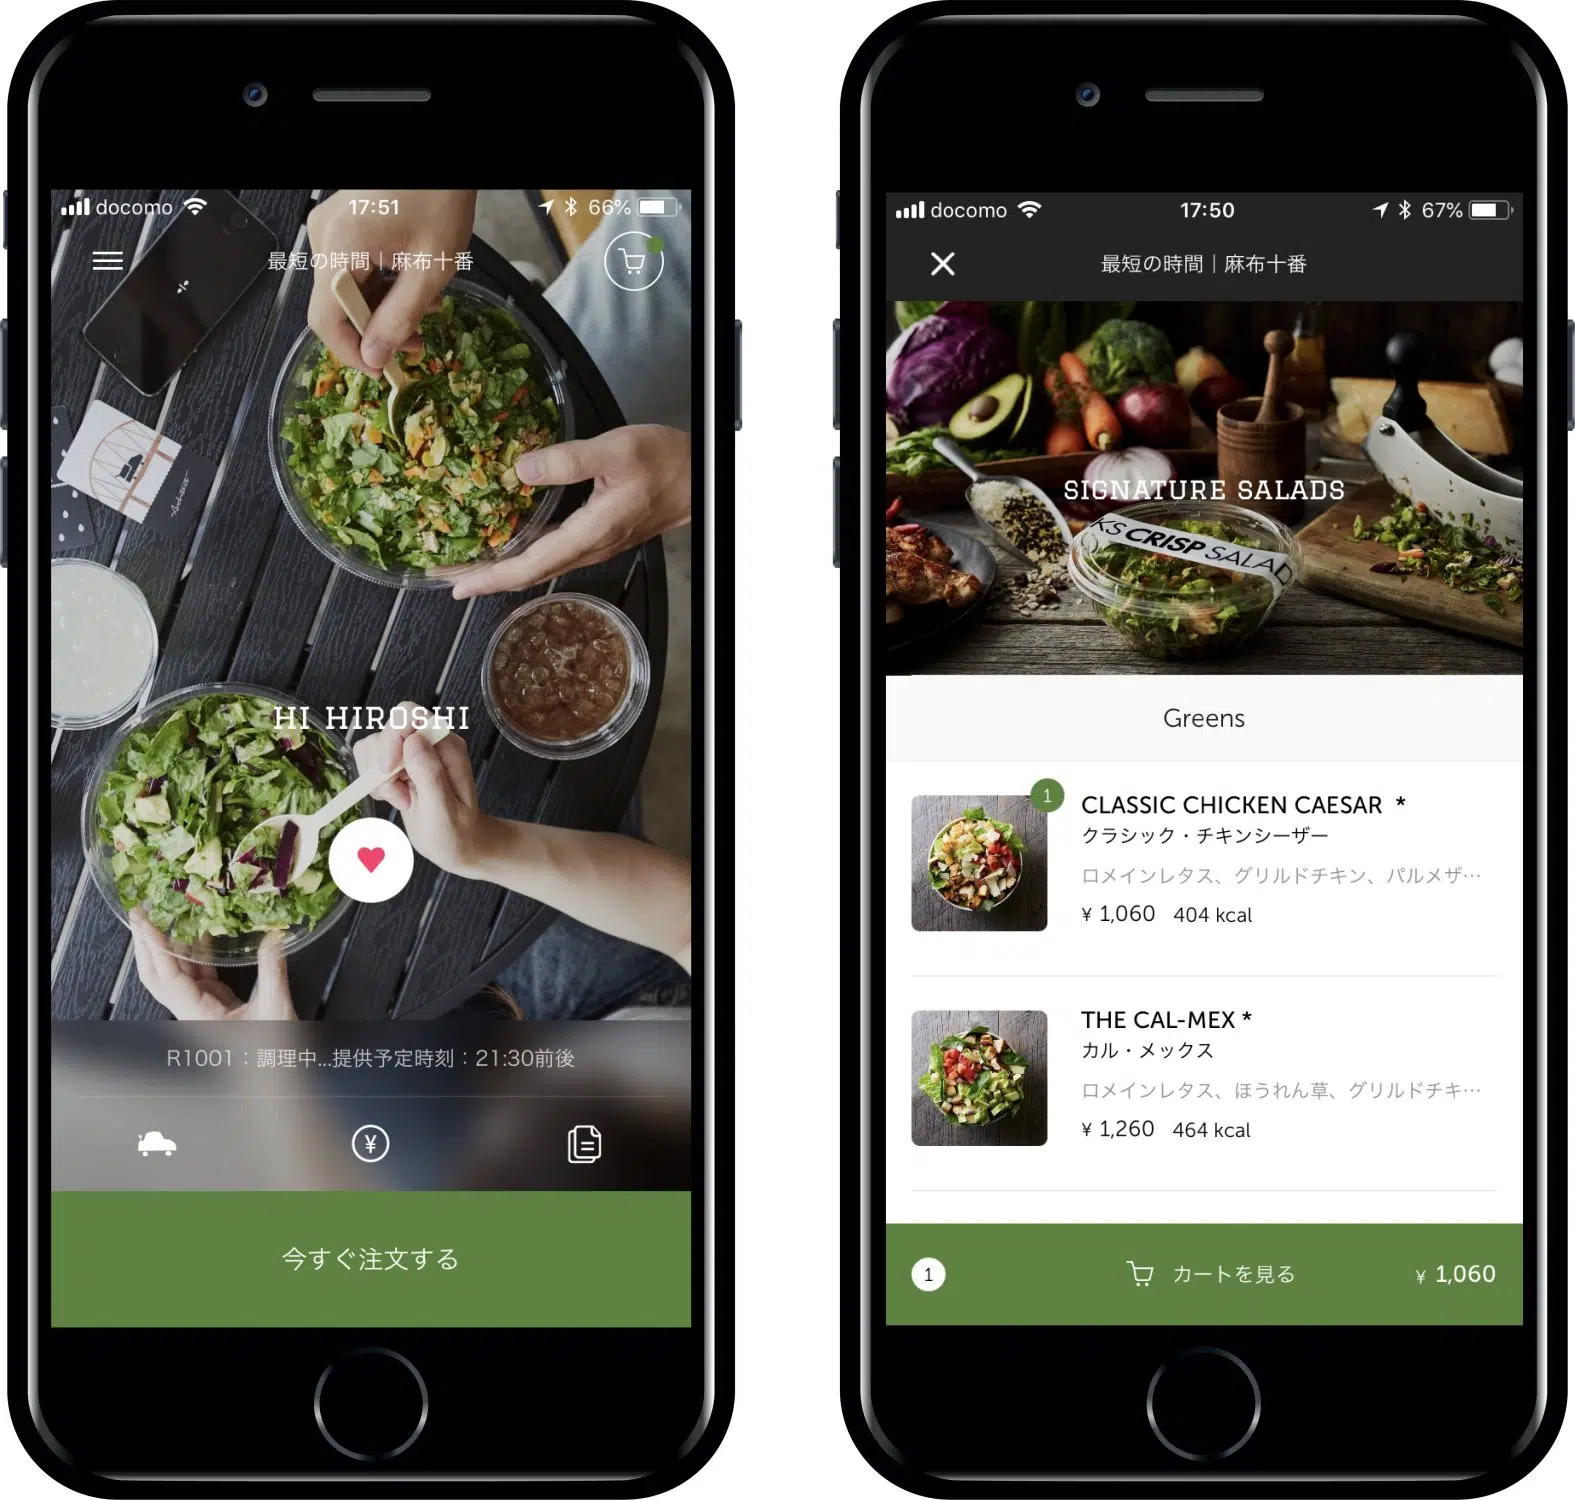 docomo 17:51 66%
最短の時間｜麻布十番
Architect
HI HIROSHI
R1001：調理中...提供予定時刻：21:30前後
¥
今すぐ注文する
docomo 17:50 67%
最短の時間｜麻布十番
SIGNATURE SALADS
KS CRISP SALAD
Greens
1
CLASSIC CHICKEN CAESAR *
クラシック・チキンシーザー
ロメインレタス、グリルドチキン、パルメザ…
¥ 1,060 404 kcal
THE CAL-MEX *
カル・メックス
ロメインレタス、ほうれん草、グリルドチキ…
¥ 1,260 464 kcal
1 カートを見る ¥ 1,060